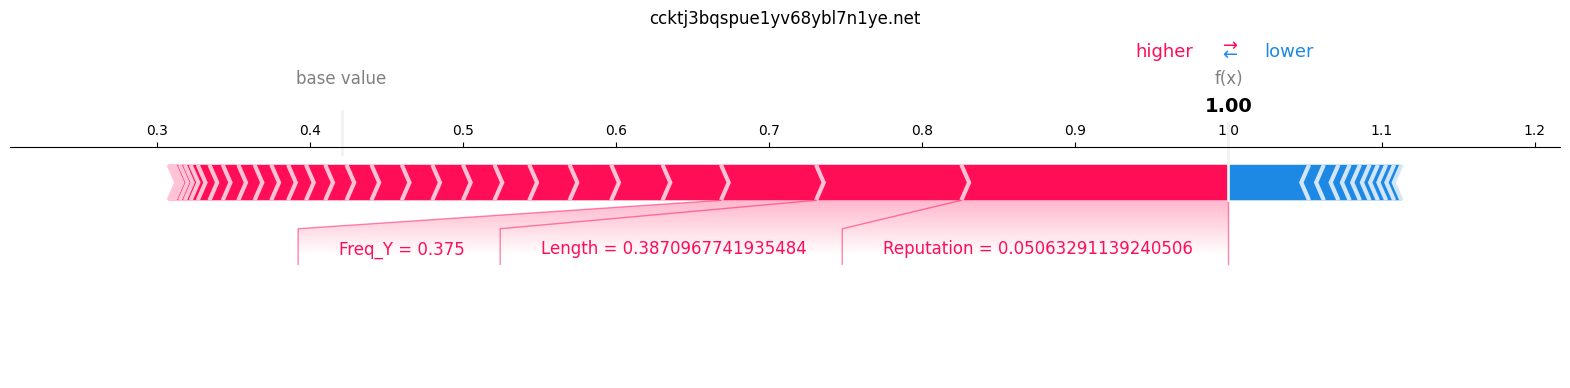 ccktj3bqspue1yv68ybl7n1ye.net
higher ⇄ lower
base value f(x)
1.00
0.3 0.4 0.5 0.6 0.7 0.8 0.9 1.0 1.1 1.2
Freq_Y = 0.375 Length = 0.3870967741935484 Reputation = 0.05063291139240506